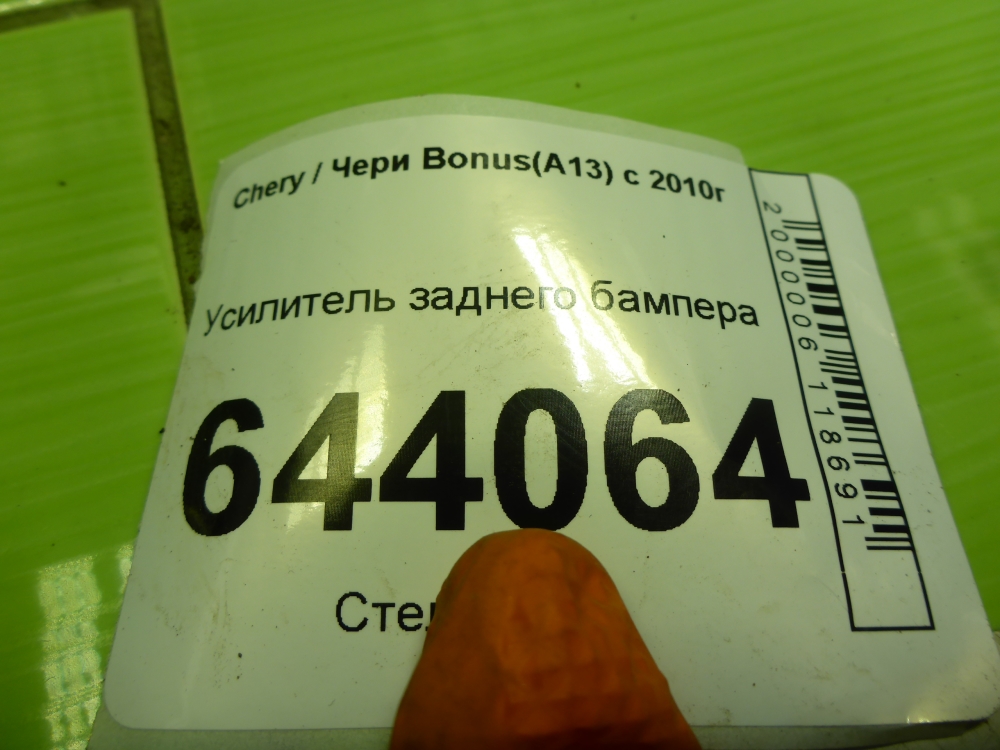 Chery / Чери Bonus(A13) с 2010г
Усилитель заднего бампера
644064
2000006118691